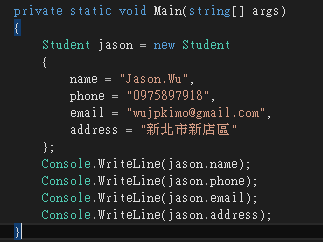 private static void Main(string[] args)
{
Student jason = new Student
{
name = "Jason.Wu",
phone = "0975897918",
email = "wujpkimo@gmail.com",
address = "新北市新店區"
};
Console.WriteLine(jason.name);
Console.WriteLine(jason.phone);
Console.WriteLine(jason.email);
Console.WriteLine(jason.address);
}